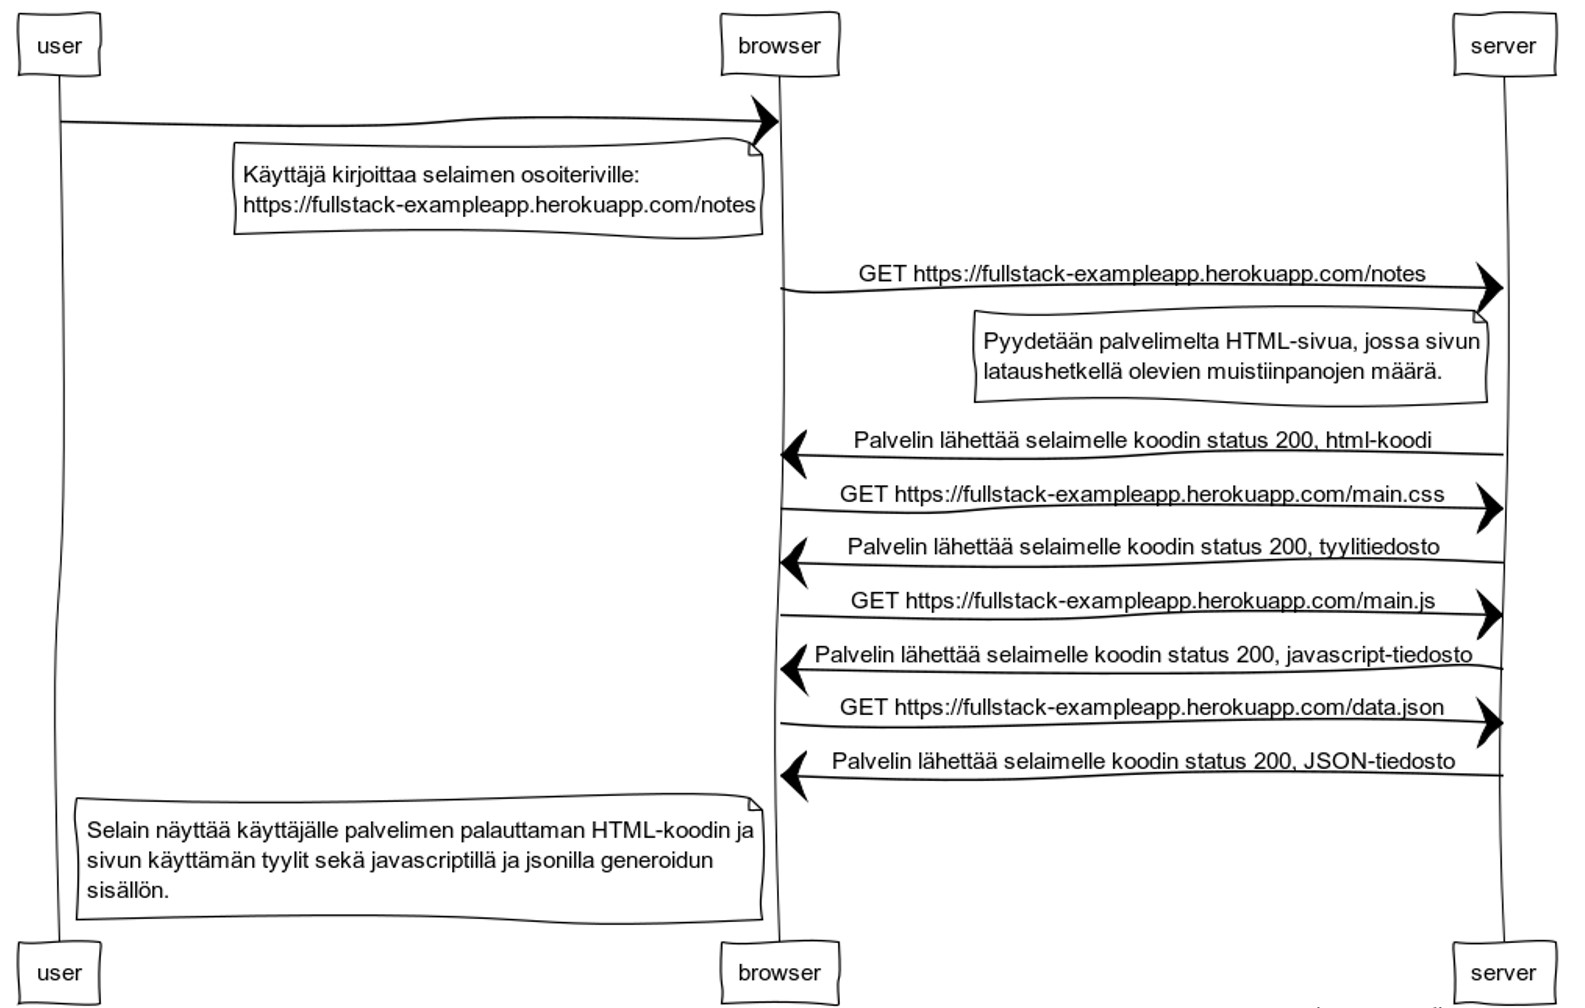 user
browser
server
Käyttäjä kirjoittaa selaimen osoiteriville:
https://fullstack-exampleapp.herokuapp.com/notes
GET https://fullstack-exampleapp.herokuapp.com/notes
Pyydetään palvelimelta HTML-sivua, jossa sivun
lataushetkellä olevien muistiinpanojen määrä.
Palvelin lähettää selaimelle koodin status 200, html-koodi
GET https://fullstack-exampleapp.herokuapp.com/main.css
Palvelin lähettää selaimelle koodin status 200, tyylitiedosto
GET https://fullstack-exampleapp.herokuapp.com/main.js
Palvelin lähettää selaimelle koodin status 200, javascript-tiedosto
GET https://fullstack-exampleapp.herokuapp.com/data.json
Palvelin lähettää selaimelle koodin status 200, JSON-tiedosto
Selain näyttää käyttäjälle palvelimen palauttaman HTML-koodin ja
sivun käyttämän tyylit sekä javascriptillä ja jsonilla generoidun
sisällön.
user
browser
server